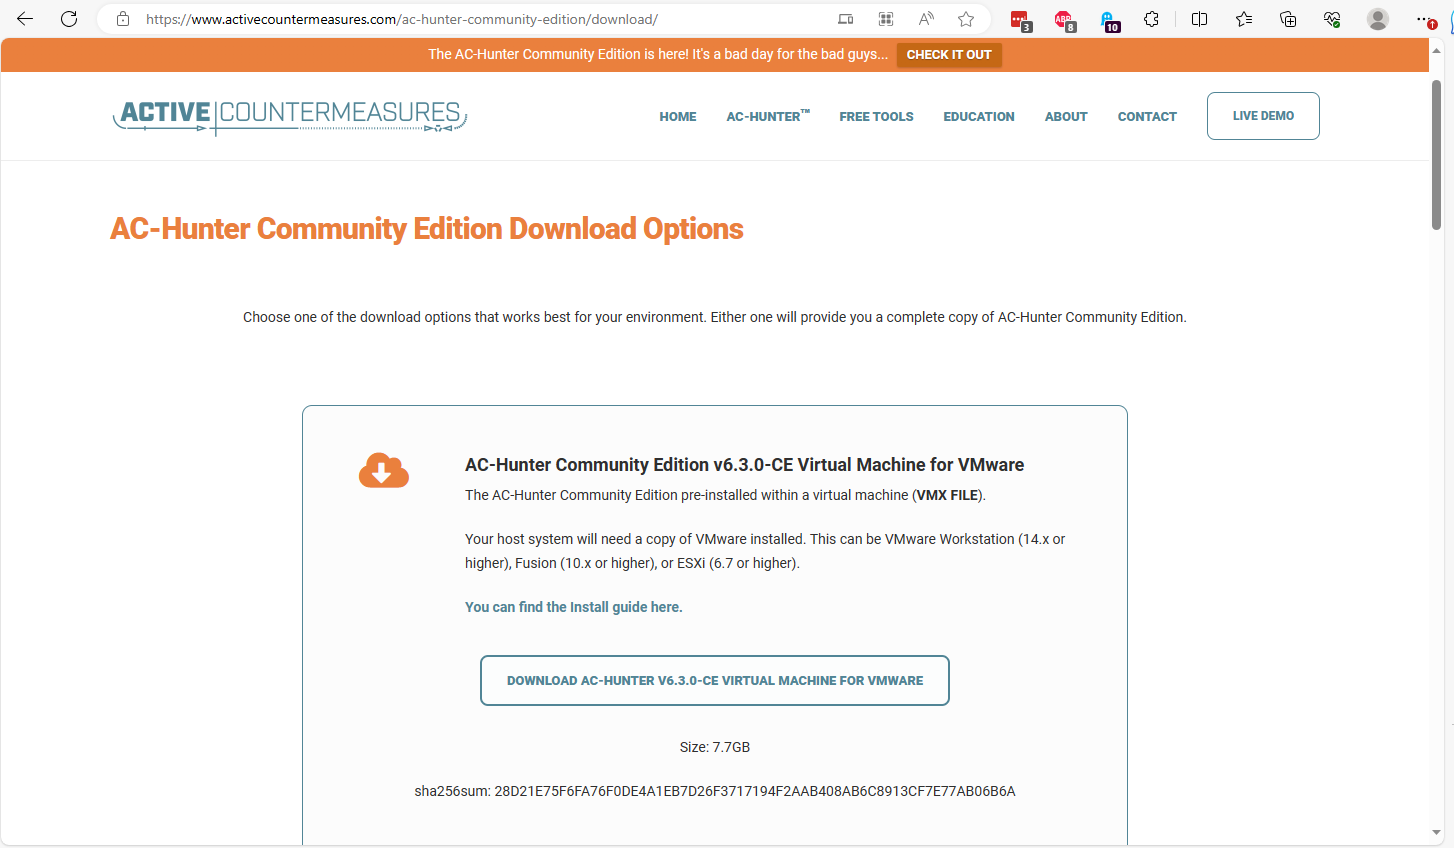 https://www.activecountermeasures.com/ac-hunter-community-edition/download/
3
ABP
8
10
The AC-Hunter Community Edition is here! It's a bad day for the bad guys... CHECK IT OUT
ACTIVE COUNTERMEASURES
HOME AC-HUNTER™ FREE TOOLS EDUCATION ABOUT CONTACT LIVE DEMO
AC-Hunter Community Edition Download Options
Choose one of the download options that works best for your environment. Either one will provide you a complete copy of AC-Hunter Community Edition.
AC-Hunter Community Edition v6.3.0-CE Virtual Machine for VMware
The AC-Hunter Community Edition pre-installed within a virtual machine (VMX FILE).
Your host system will need a copy of VMware installed. This can be VMware Workstation (14.x or
higher), Fusion (10.x or higher), or ESXi (6.7 or higher).
You can find the Install guide here.
DOWNLOAD AC-HUNTER V6.3.0-CE VIRTUAL MACHINE FOR VMWARE
Size: 7.7GB
sha256sum: 28D21E75F6FA76F0DE4A1EB7D26F3717194F2AAB408AB6C8913CF7E77AB06B6A